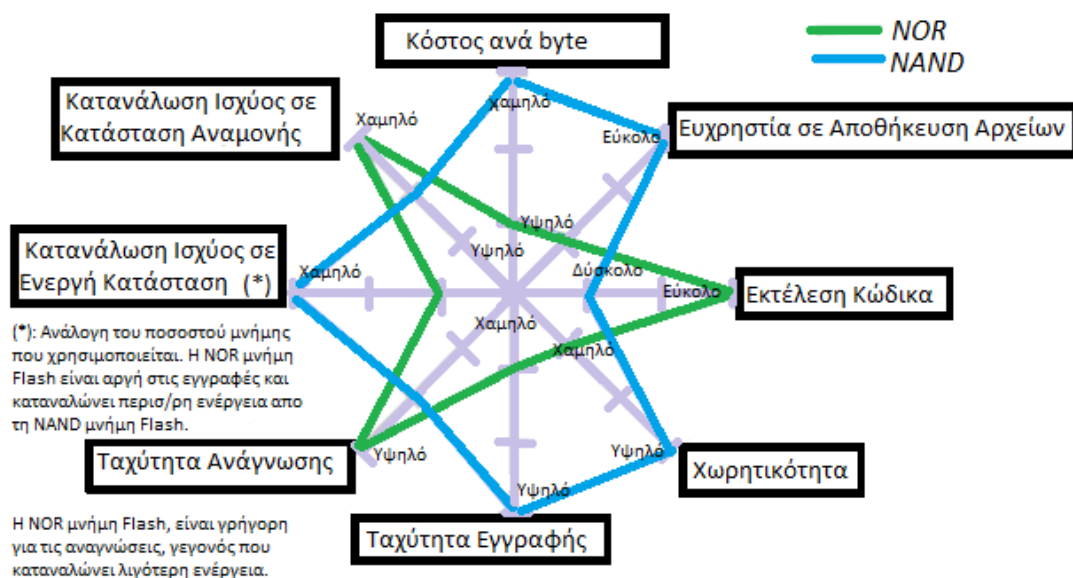 NOR
NAND
Κόστος ανά byte
Κατανάλωση Ισχύος σε
Κατάσταση Αναμονής
Χαμηλό
χαμηλό
Εύκολο
Ευχρηστία σε Αποθήκευση Αρχείων
Υψηλό
Υψηλό
Κατανάλωση Ισχύος σε
Ενεργή Κατάσταση (*)
Χαμηλό
Δύσκολο
Εύκολο
Εκτέλεση Κώδικα
(*): Ανάλογη του ποσοστού μνήμης
που χρησιμοποιείται. Η NOR μνήμη
Flash είναι αργή στις εγγραφές και
καταναλώνει περισ/ρη ενέργεια απο
τη NAND μνήμη Flash.
Χαμηλό
Χαμηλό
Ταχύτητα Ανάγνωσης
Υψηλό
Υψηλό
Χωρητικότητα
Υψηλό
Ταχύτητα Εγγραφής
Η NOR μνήμη Flash, είναι γρήγορη
για τις αναγνώσεις, γεγονός που
καταναλώνει λιγότερη ενέργεια.